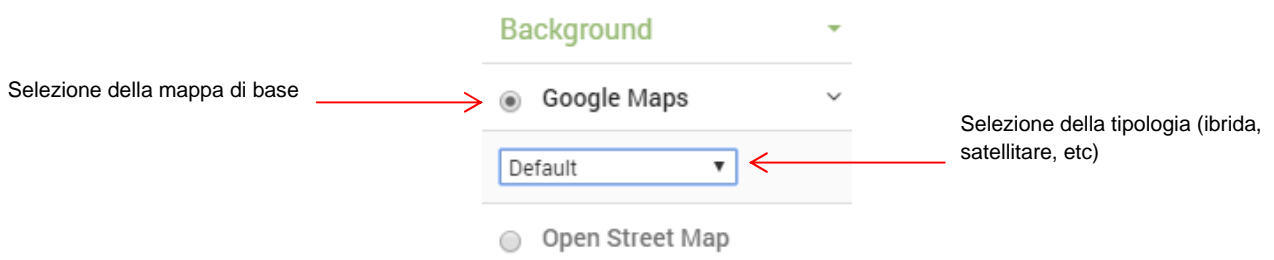 Background
Selezione della mappa di base
Google Maps
Selezione della tipologia (ibrida,
satellitare, etc)
Default
Open Street Map